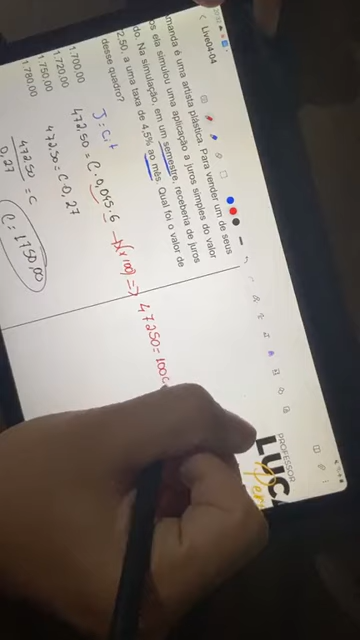 Live04-04
PROFESSOR
LUCA
manda é uma artista plástica. Para vender um de seus
os ela simulou uma aplicação a juros simples do valor
do. Na simulação, em um semestre, receberia de juros
2,50, a uma taxa de 4,5% ao mês. Qual foi o valor de
desse quadro?
1.700,00
1.720,00
1.750,00
1.780,00
J = C.i.t
472,50 = C.0,045.6 → (x100) => 47250 = 100C
472,50 = C.0,27
472,50 = C
0,27
C = 1750,00